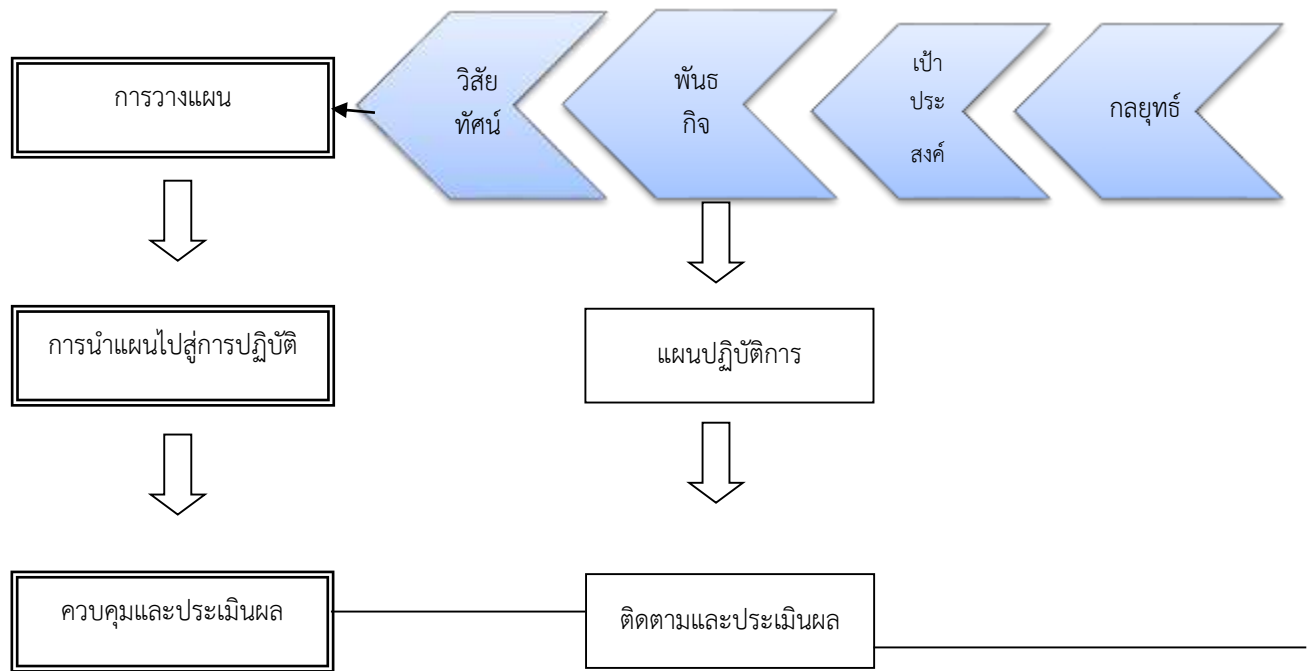 การวางแผน
วิสัย
ทัศน์
พันธ
กิจ
เป้า
ประ
สงค์
กลยุทธ์
การนำแผนไปสู่การปฏิบัติ
แผนปฏิบัติการ
ควบคุมและประเมินผล
ติดตามและประเมินผล